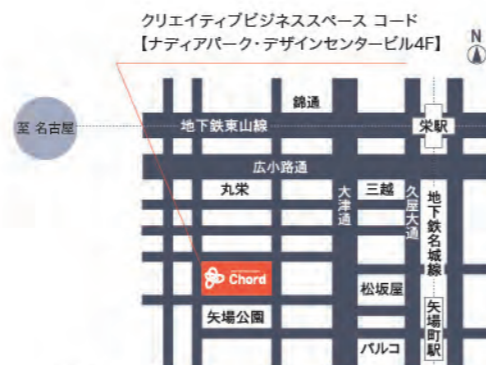 クリエイティブビジネススペース コード
【ナディアパーク・デザインセンタービル4F】
N
錦通
至 名古屋
地下鉄東山線
栄駅
広小路通
丸栄
大津通
三越
久屋大通
地下鉄名城線
Chord
松坂屋
矢場公園
矢場町駅
パルコ